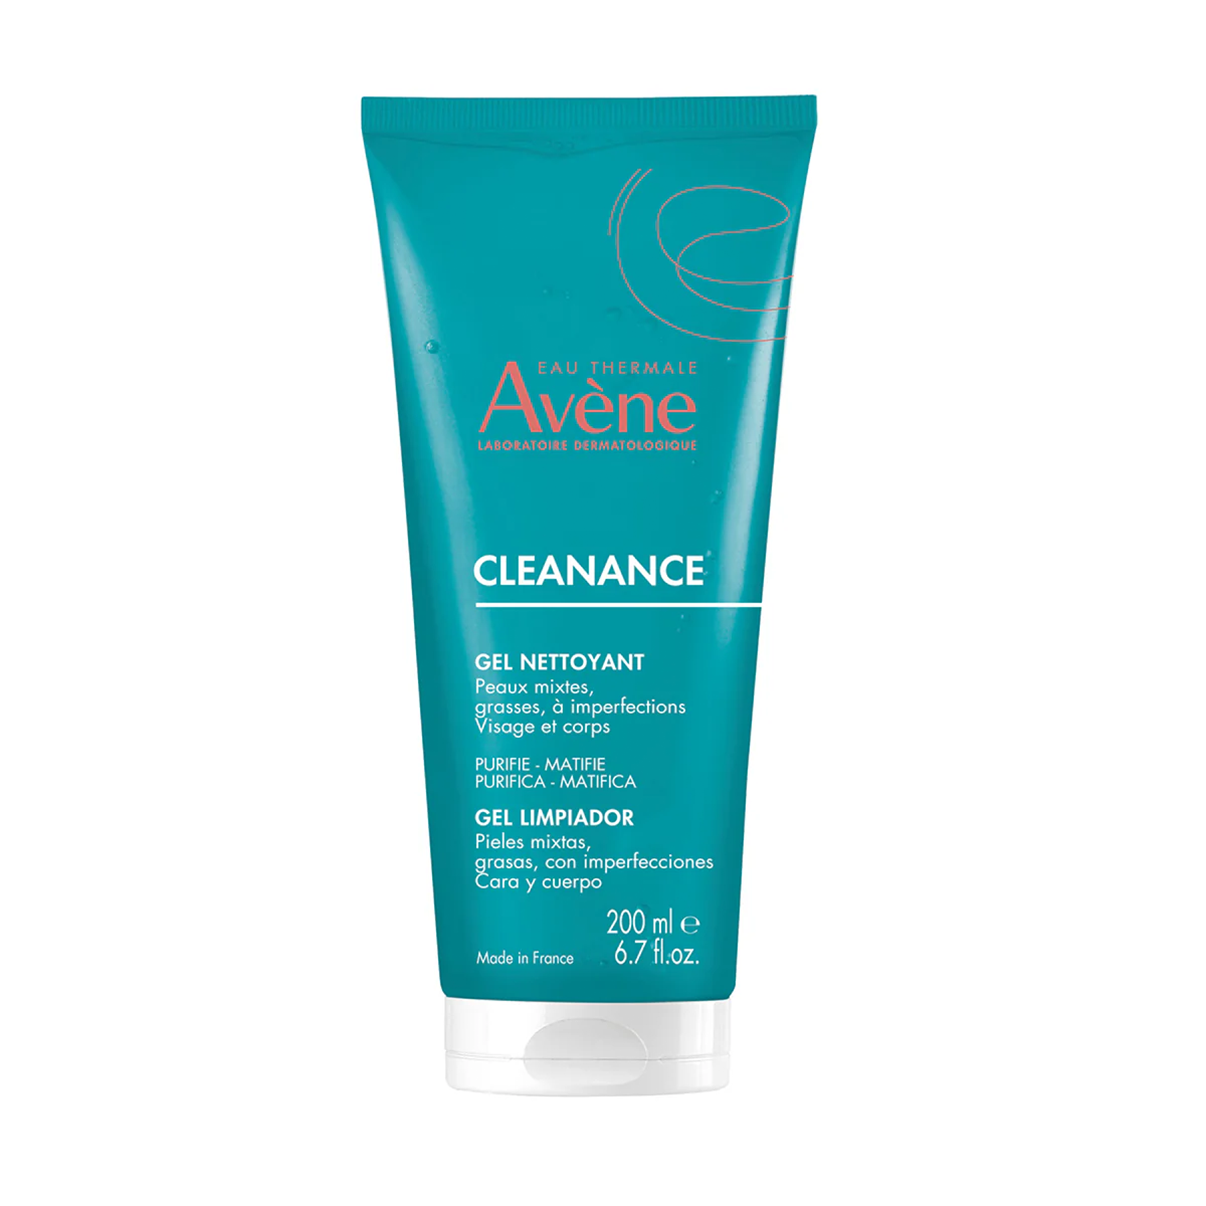 EAU THERMALE
Avène
LABORATOIRE DERMATOLOGIQUE
CLEANANCE
GEL NETTOYANT
Peaux mixtes,
grasses, à imperfections
Visage et corps
PURIFIE - MATIFIE
PURIFICA - MATIFICA
GEL LIMPIADOR
Pieles mixtas,
grasas, con imperfecciones
Cara y cuerpo
200 ml ℮
Made in France 6.7 fl.oz.